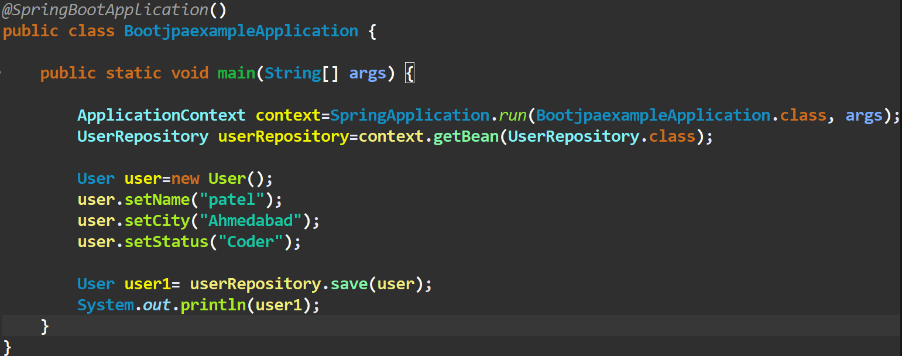 @SpringBootApplication()
public class BootjpaexampleApplication {
public static void main(String[] args) {
ApplicationContext context=SpringApplication.run(BootjpaexampleApplication.class, args);
UserRepository userRepository=context.getBean(UserRepository.class);
User user=new User();
user.setName("patel");
user.setCity("Ahmedabad");
user.setStatus("Coder");
User user1= userRepository.save(user);
System.out.println(user1);
}
}